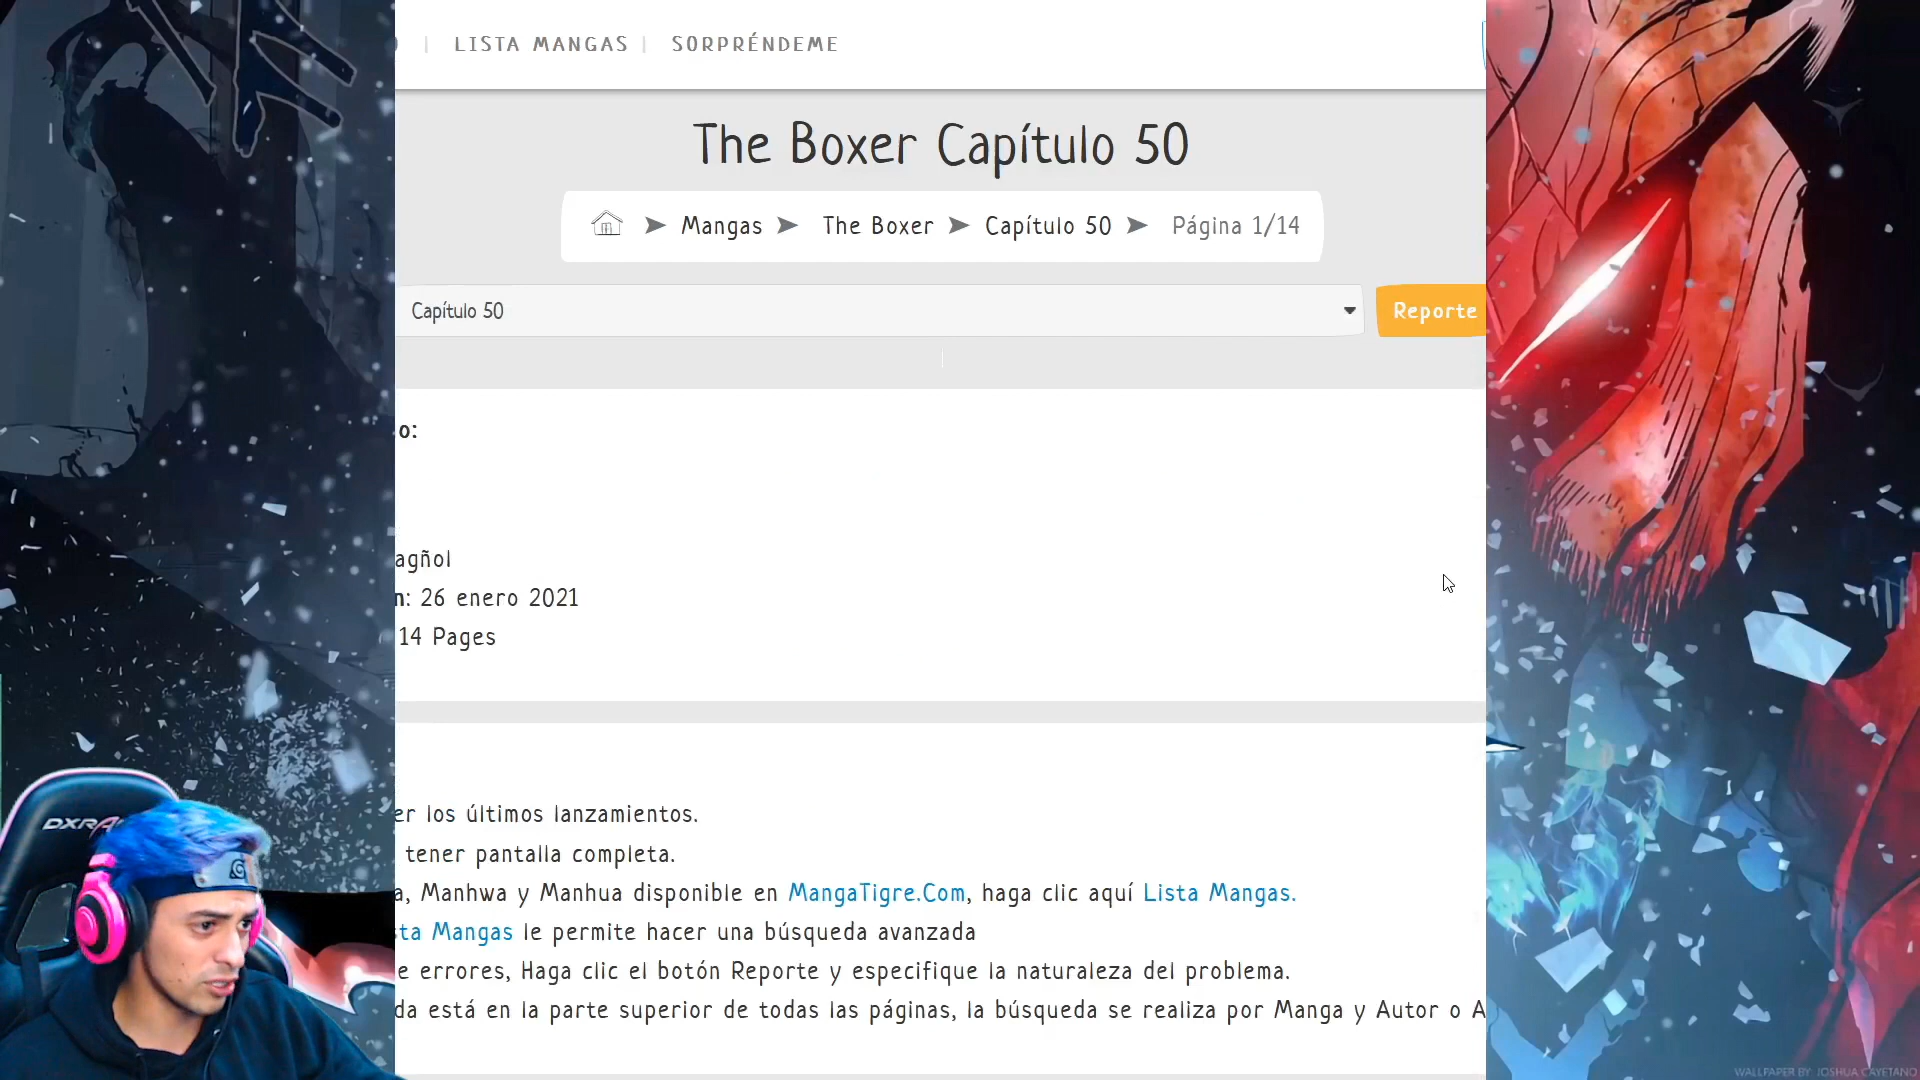 LISTA MANGAS | SORPRÉNDEME
The Boxer Capítulo 50
Mangas The Boxer Capítulo 50 Página 1/14
Capítulo 50
Reporte
o:
agñol
n: 26 enero 2021
14 Pages
er los últimos lanzamientos.
tener pantalla completa.
a, Manhwa y Manhua disponible en MangaTigre.Com, haga clic aquí Lista Mangas.
sta Mangas le permite hacer una búsqueda avanzada
e errores, Haga clic el botón Reporte y especifique la naturaleza del problema.
da está en la parte superior de todas las páginas, la búsqueda se realiza por Manga y Autor o A
WALLPAPER BY JOSHUA CAYETANO